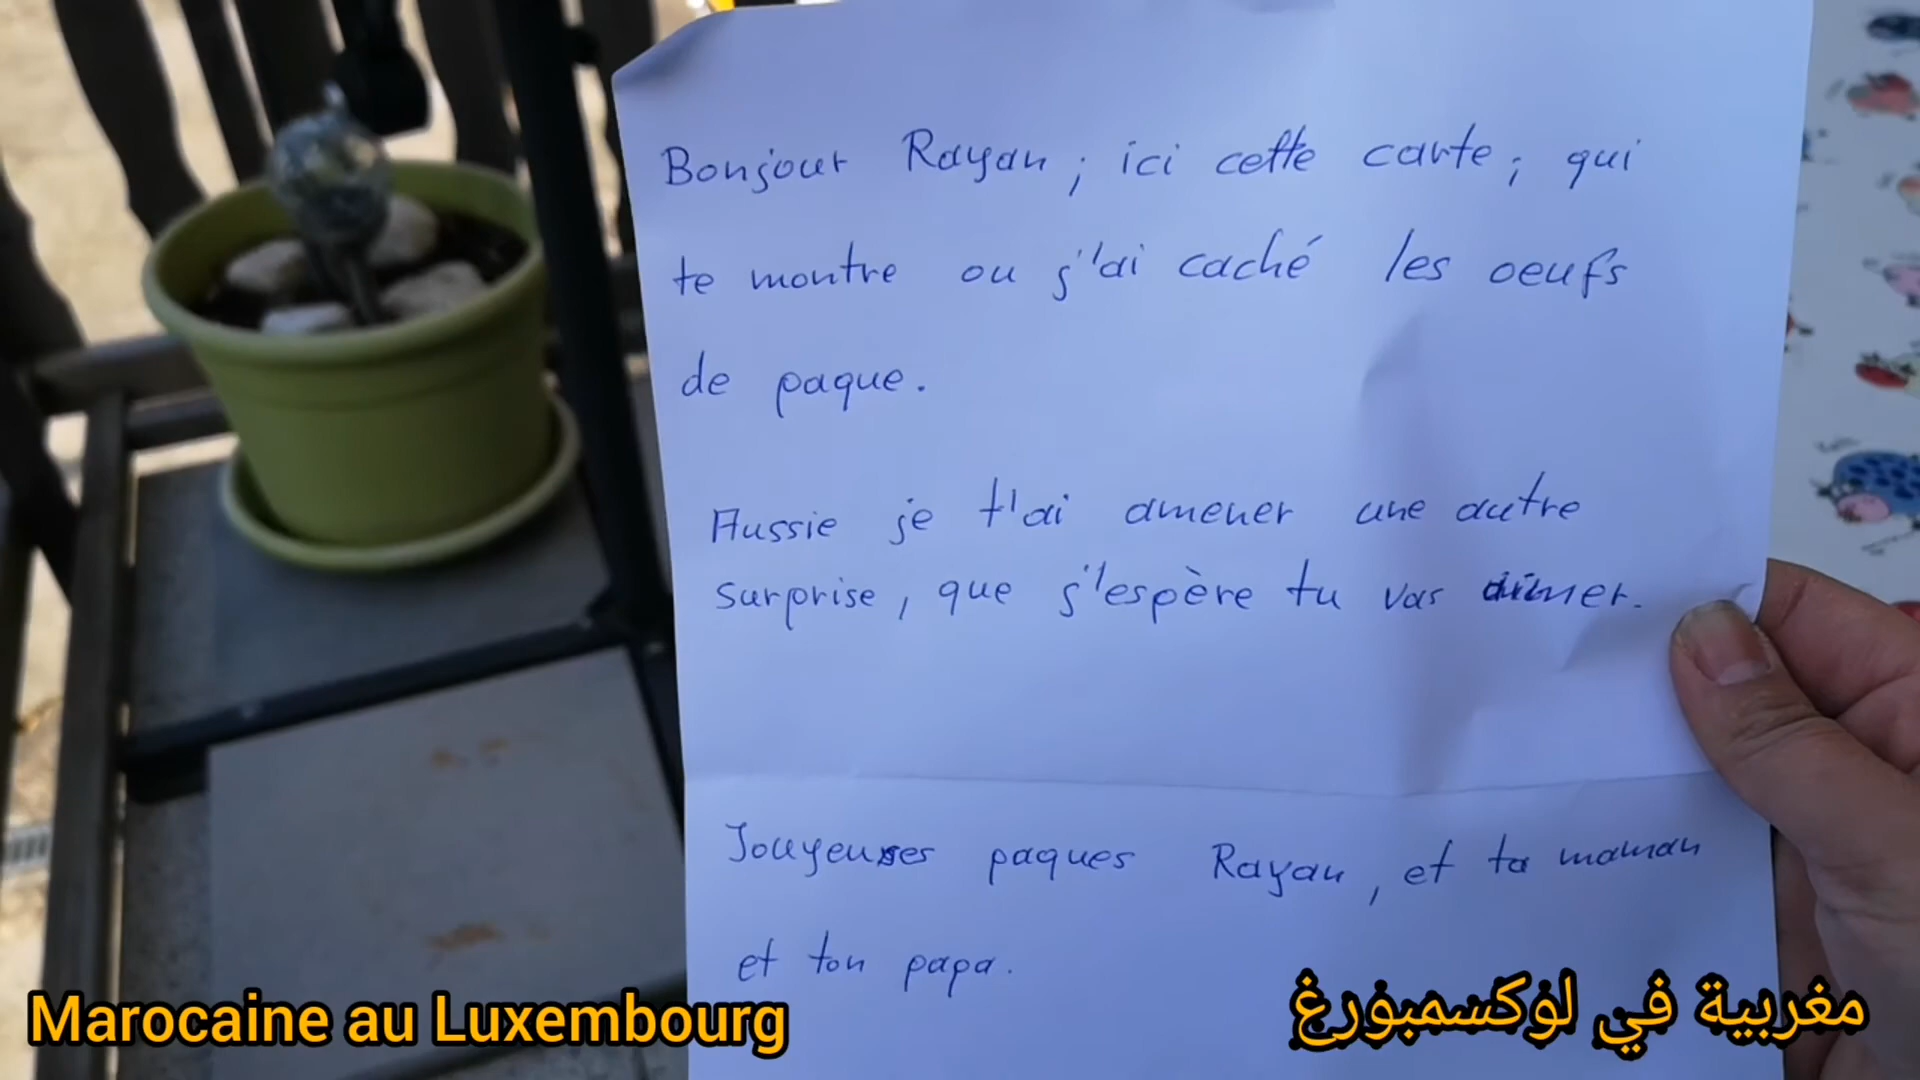 Bonjour Rayan; ici cette carte; qui
te montre ou j'ai caché les oeufs
de paque.
Aussie je t'ai amener une autre
surprise, que j'espère tu vas aimer.
Jouyeuses paques Rayan, et ta maman
et ton papa.
Marocaine au Luxembourg
مغربية في لوكسمبورغ